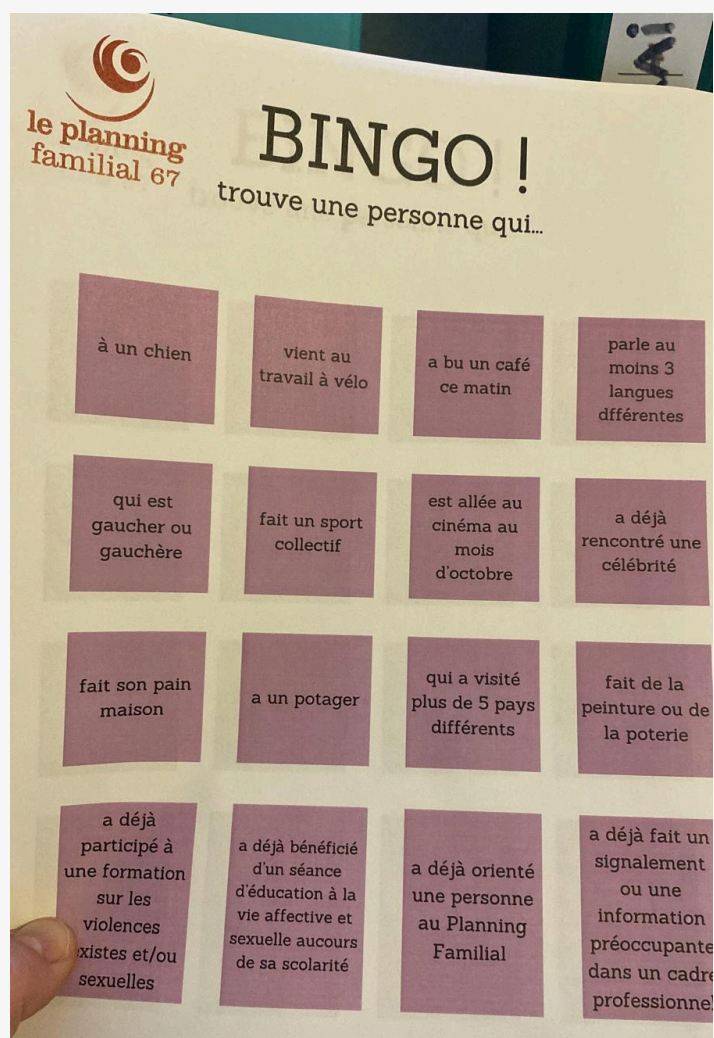 le planning
familial 67
BINGO !
trouve une personne qui...
à un chien
vient au
travail à vélo
a bu un café
ce matin
parle au
moins 3
langues
dfférentes
qui est
gaucher ou
gauchère
fait un sport
collectif
est allée au
cinéma au
mois
d'octobre
a déjà
rencontré une
célébrité
fait son pain
maison
a un potager
qui a visité
plus de 5 pays
différents
fait de la
peinture ou de
la poterie
a déjà
participé à
une formation
sur les
violences
xistes et/ou
sexuelles
a déjà bénéficié
d'un séance
d'éducation à la
vie affective et
sexuelle aucours
de sa scolarité
a déjà orienté
une personne
au Planning
Familial
a déjà fait un
signalement
ou une
information
préoccupante
dans un cadre
professionnel